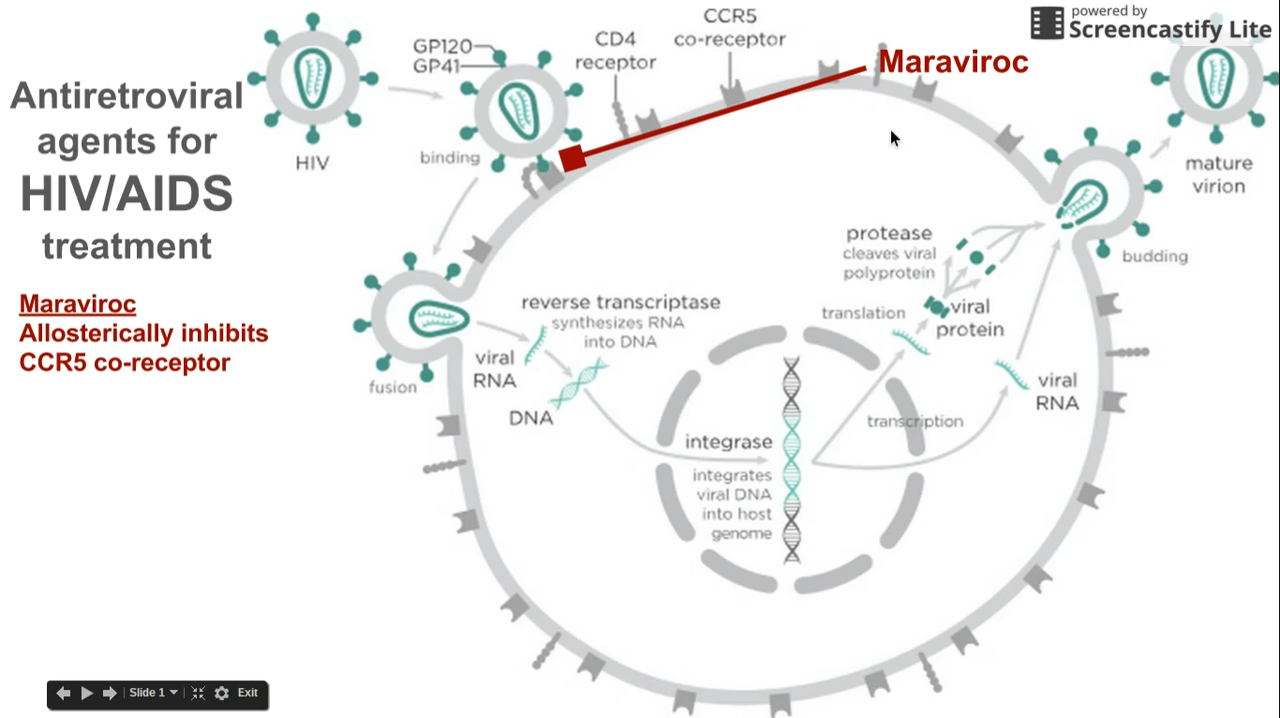 Antiretroviral
agents for
HIV/AIDS
treatment
Maraviroc
Allosterically inhibits
CCR5 co-receptor
HIV
GP120
GP41
binding
CD4
receptor
CCR5
co-receptor
Maraviroc
powered by
Screencastify Lite
mature
virion
budding
protease
cleaves viral
polyprotein
translation
viral
protein
reverse transcriptase
synthesizes RNA
into DNA
viral
RNA
fusion
DNA
viral
RNA
transcription
integrase
integrates
viral DNA
into host
genome
Slide 1
Exit